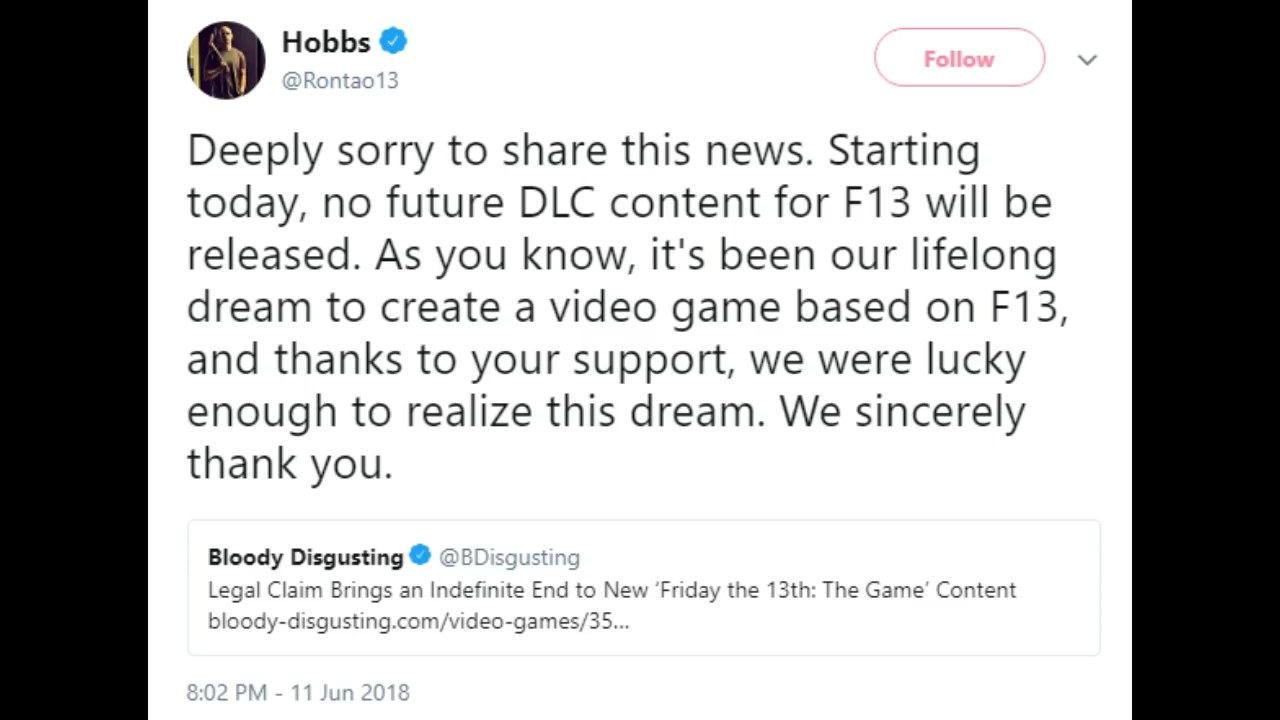 Hobbs
@Rontao13
Follow
Deeply sorry to share this news. Starting
today, no future DLC content for F13 will be
released. As you know, it's been our lifelong
dream to create a video game based on F13,
and thanks to your support, we were lucky
enough to realize this dream. We sincerely
thank you.
Bloody Disgusting @BDisgusting
Legal Claim Brings an Indefinite End to New ‘Friday the 13th: The Game’ Content
bloody-disgusting.com/video-games/35...
8:02 PM - 11 Jun 2018